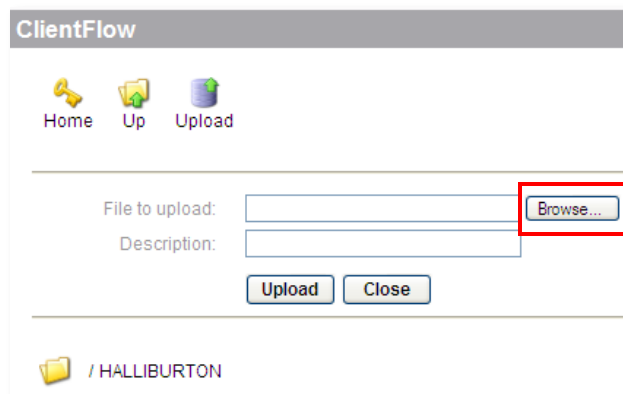 ClientFlow
Home Up Upload
File to upload: Browse...
Description:
Upload Close
/ HALLIBURTON